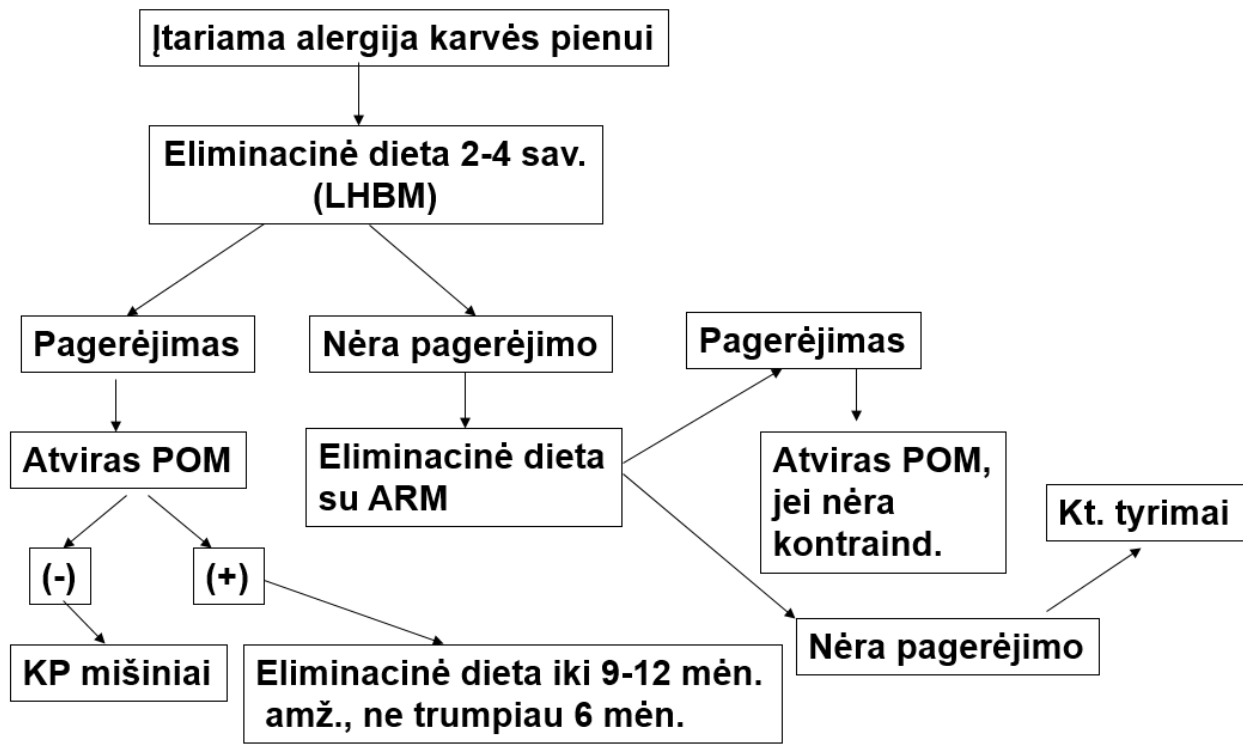 Įtariama alergija karvės pienui
Eliminacinė dieta 2-4 sav.
(LHBM)
Pagerėjimas
Nėra pagerėjimo
Pagerėjimas
Atviras POM
Eliminacinė dieta
su ARM
Atviras POM,
jei nėra
kontraind.
Kt. tyrimai
(-)
(+)
Nėra pagerėjimo
KP mišiniai
Eliminacinė dieta iki 9-12 mėn.
amž., ne trumpiau 6 mėn.